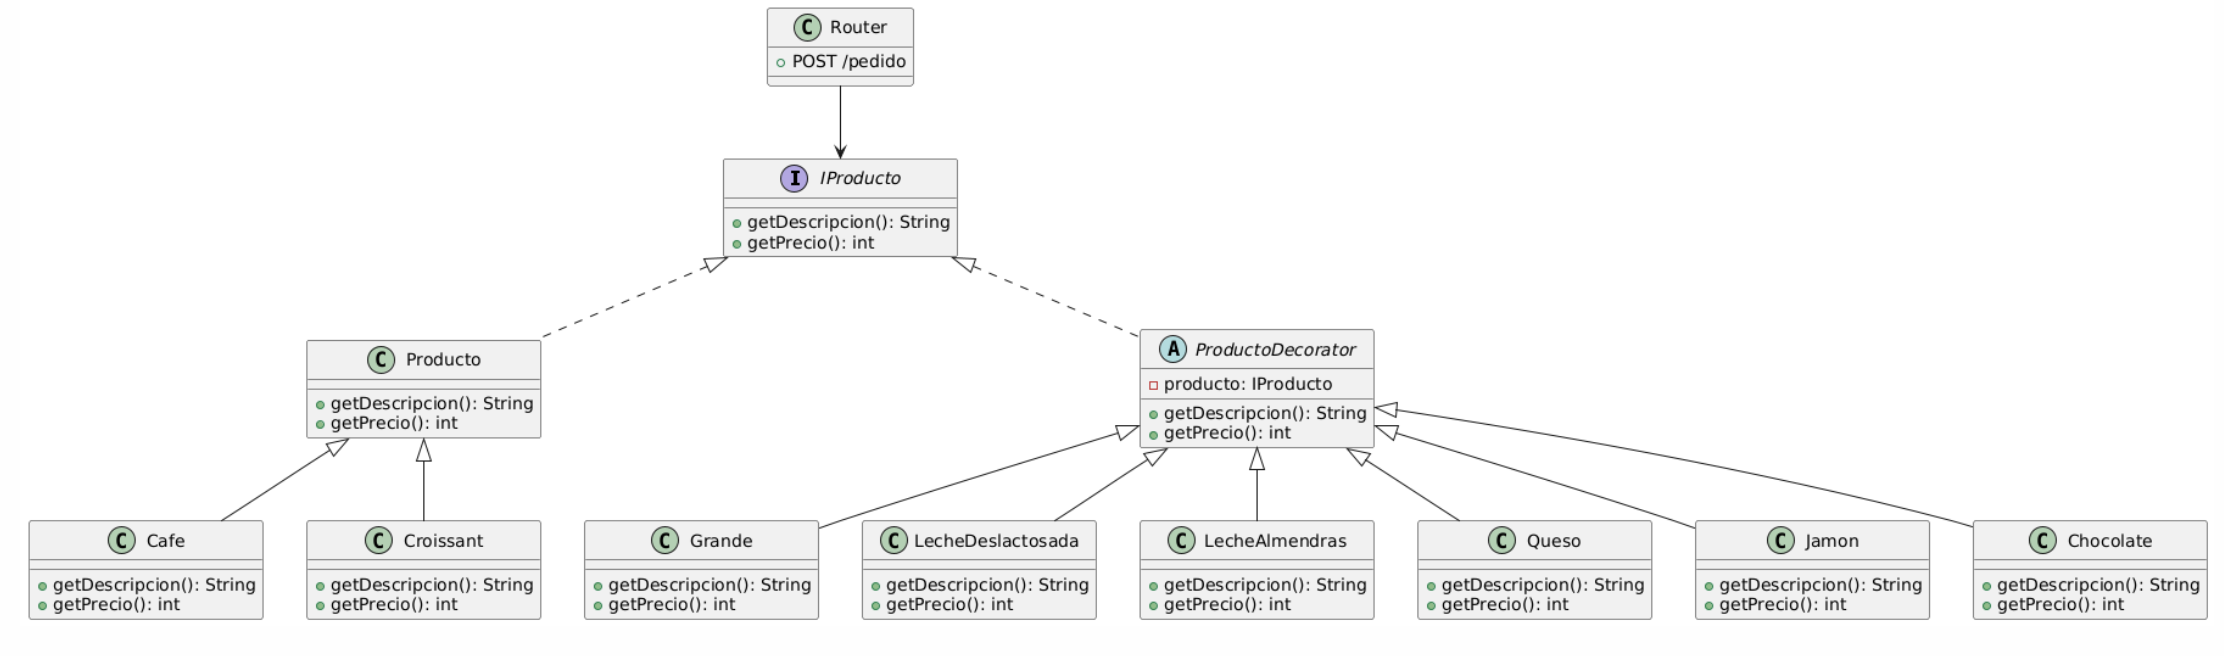 C Router
POST /pedido
I IProducto
getDescripcion(): String
getPrecio(): int
C Producto
getDescripcion(): String
getPrecio(): int
A ProductoDecorator
producto: IProducto
getDescripcion(): String
getPrecio(): int
C Cafe
getDescripcion(): String
getPrecio(): int
C Croissant
getDescripcion(): String
getPrecio(): int
C Grande
getDescripcion(): String
getPrecio(): int
C LecheDeslactosada
getDescripcion(): String
getPrecio(): int
C LecheAlmendras
getDescripcion(): String
getPrecio(): int
C Queso
getDescripcion(): String
getPrecio(): int
C Jamon
getDescripcion(): String
getPrecio(): int
C Chocolate
getDescripcion(): String
getPrecio(): int